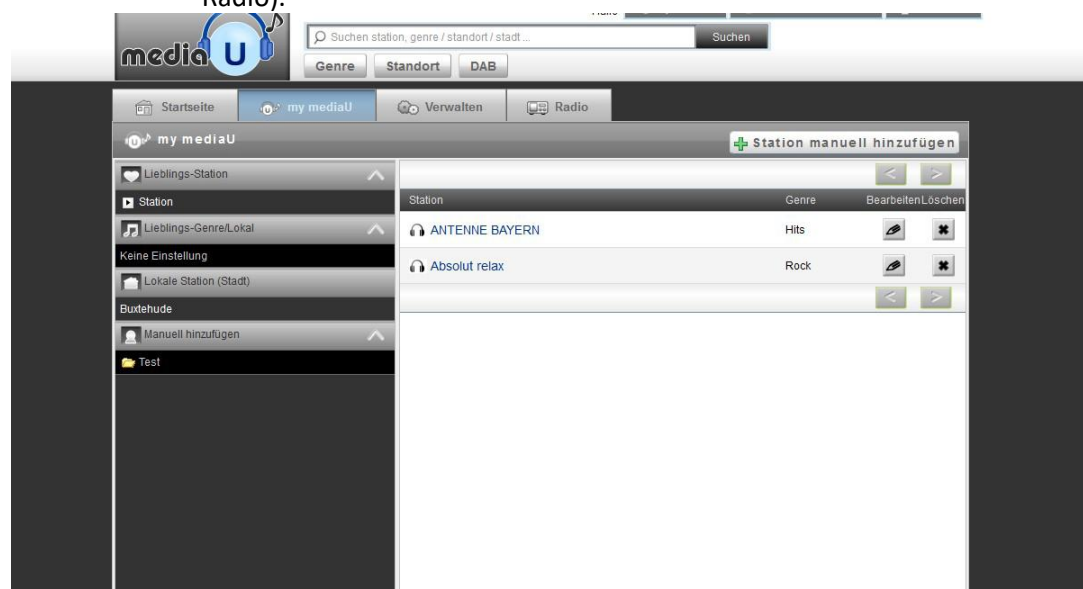 Radio).
media U
Suchen station, genre / standort / stadt ...
Suchen
Genre Standort DAB
Startseite my mediaU Verwalten Radio
my mediaU
Station manuell hinzufügen
Lieblings-Station
< >
Station
Station Genre Bearbeiten Löschen
Lieblings-Genre/Lokal
ANTENNE BAYERN Hits
Keine Einstellung
Absolut relax Rock
Lokale Station (Stadt)
< >
Buxtehude
Manuell hinzufügen
Test